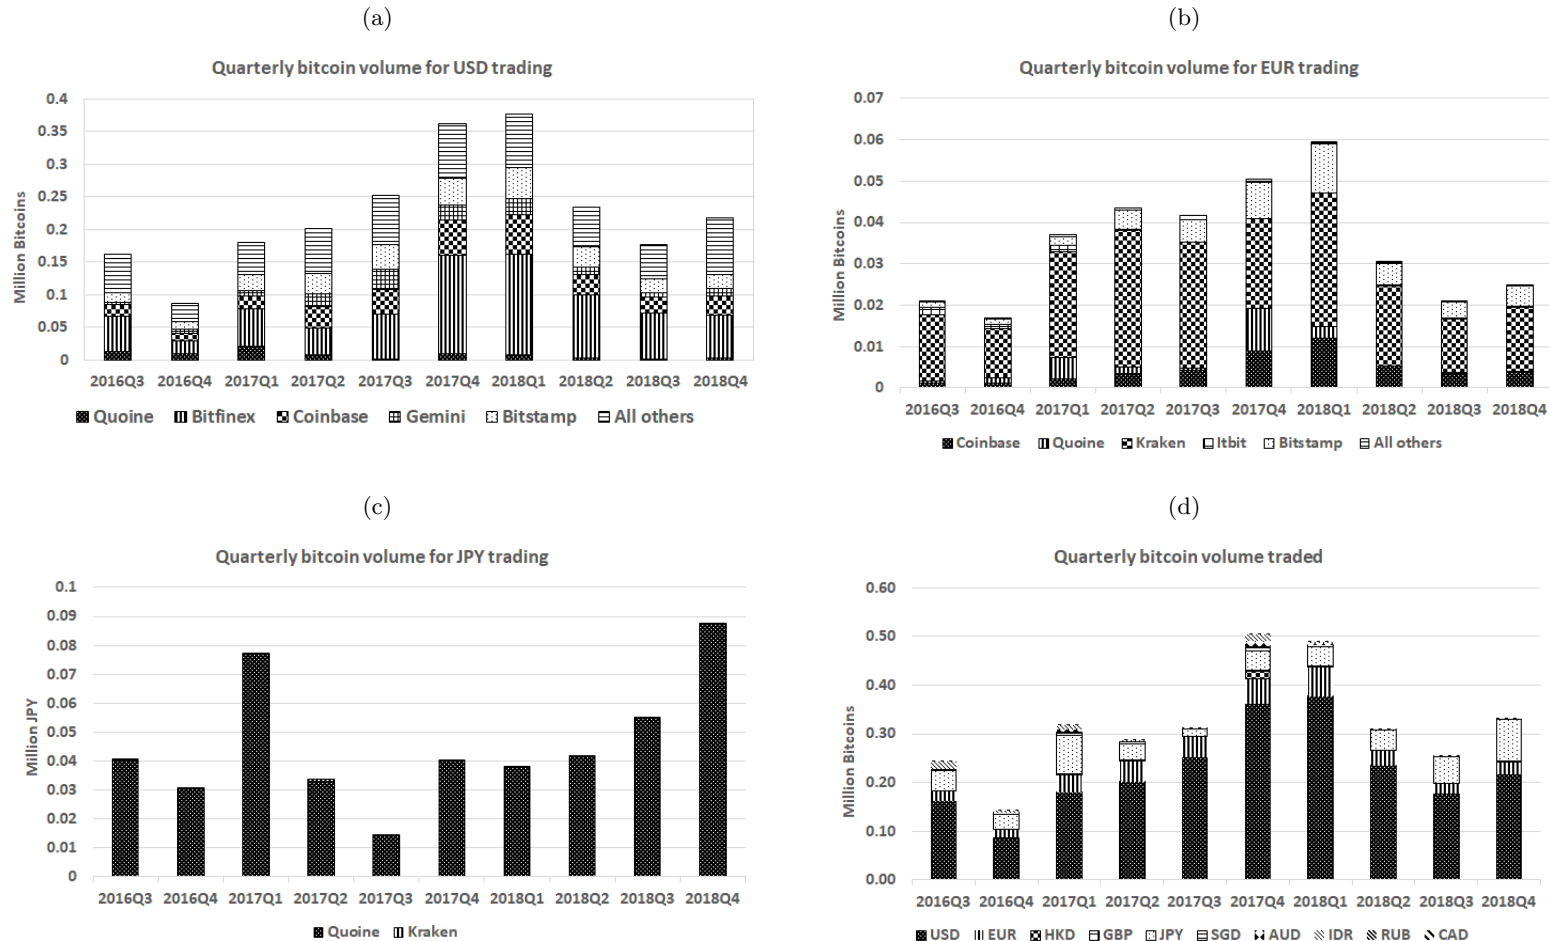 (a)
Quarterly bitcoin volume for USD trading
Million Bitcoins
0.4
0.35
0.3
0.25
0.2
0.15
0.1
0.05
0
2016Q3 2016Q4 2017Q1 2017Q2 2017Q3 2017Q4 2018Q1 2018Q2 2018Q3 2018Q4
Quoine Bitfinex Coinbase Gemini Bitstamp All others
(b)
Quarterly bitcoin volume for EUR trading
Million Bitcoins
0.07
0.06
0.05
0.04
0.03
0.02
0.01
0
2016Q3 2016Q4 2017Q1 2017Q2 2017Q3 2017Q4 2018Q1 2018Q2 2018Q3 2018Q4
Coinbase Quoine Kraken Itbit Bitstamp All others
(c)
Quarterly bitcoin volume for JPY trading
Million JPY
0.1
0.09
0.08
0.07
0.06
0.05
0.04
0.03
0.02
0.01
0
2016Q3 2016Q4 2017Q1 2017Q2 2017Q3 2017Q4 2018Q1 2018Q2 2018Q3 2018Q4
Quoine Kraken
(d)
Quarterly bitcoin volume traded
Million Bitcoins
0.60
0.50
0.40
0.30
0.20
0.10
0.00
2016Q3 2016Q4 2017Q1 2017Q2 2017Q3 2017Q4 2018Q1 2018Q2 2018Q3 2018Q4
USD EUR HKD GBP JPY SGD AUD IDR RUB CAD